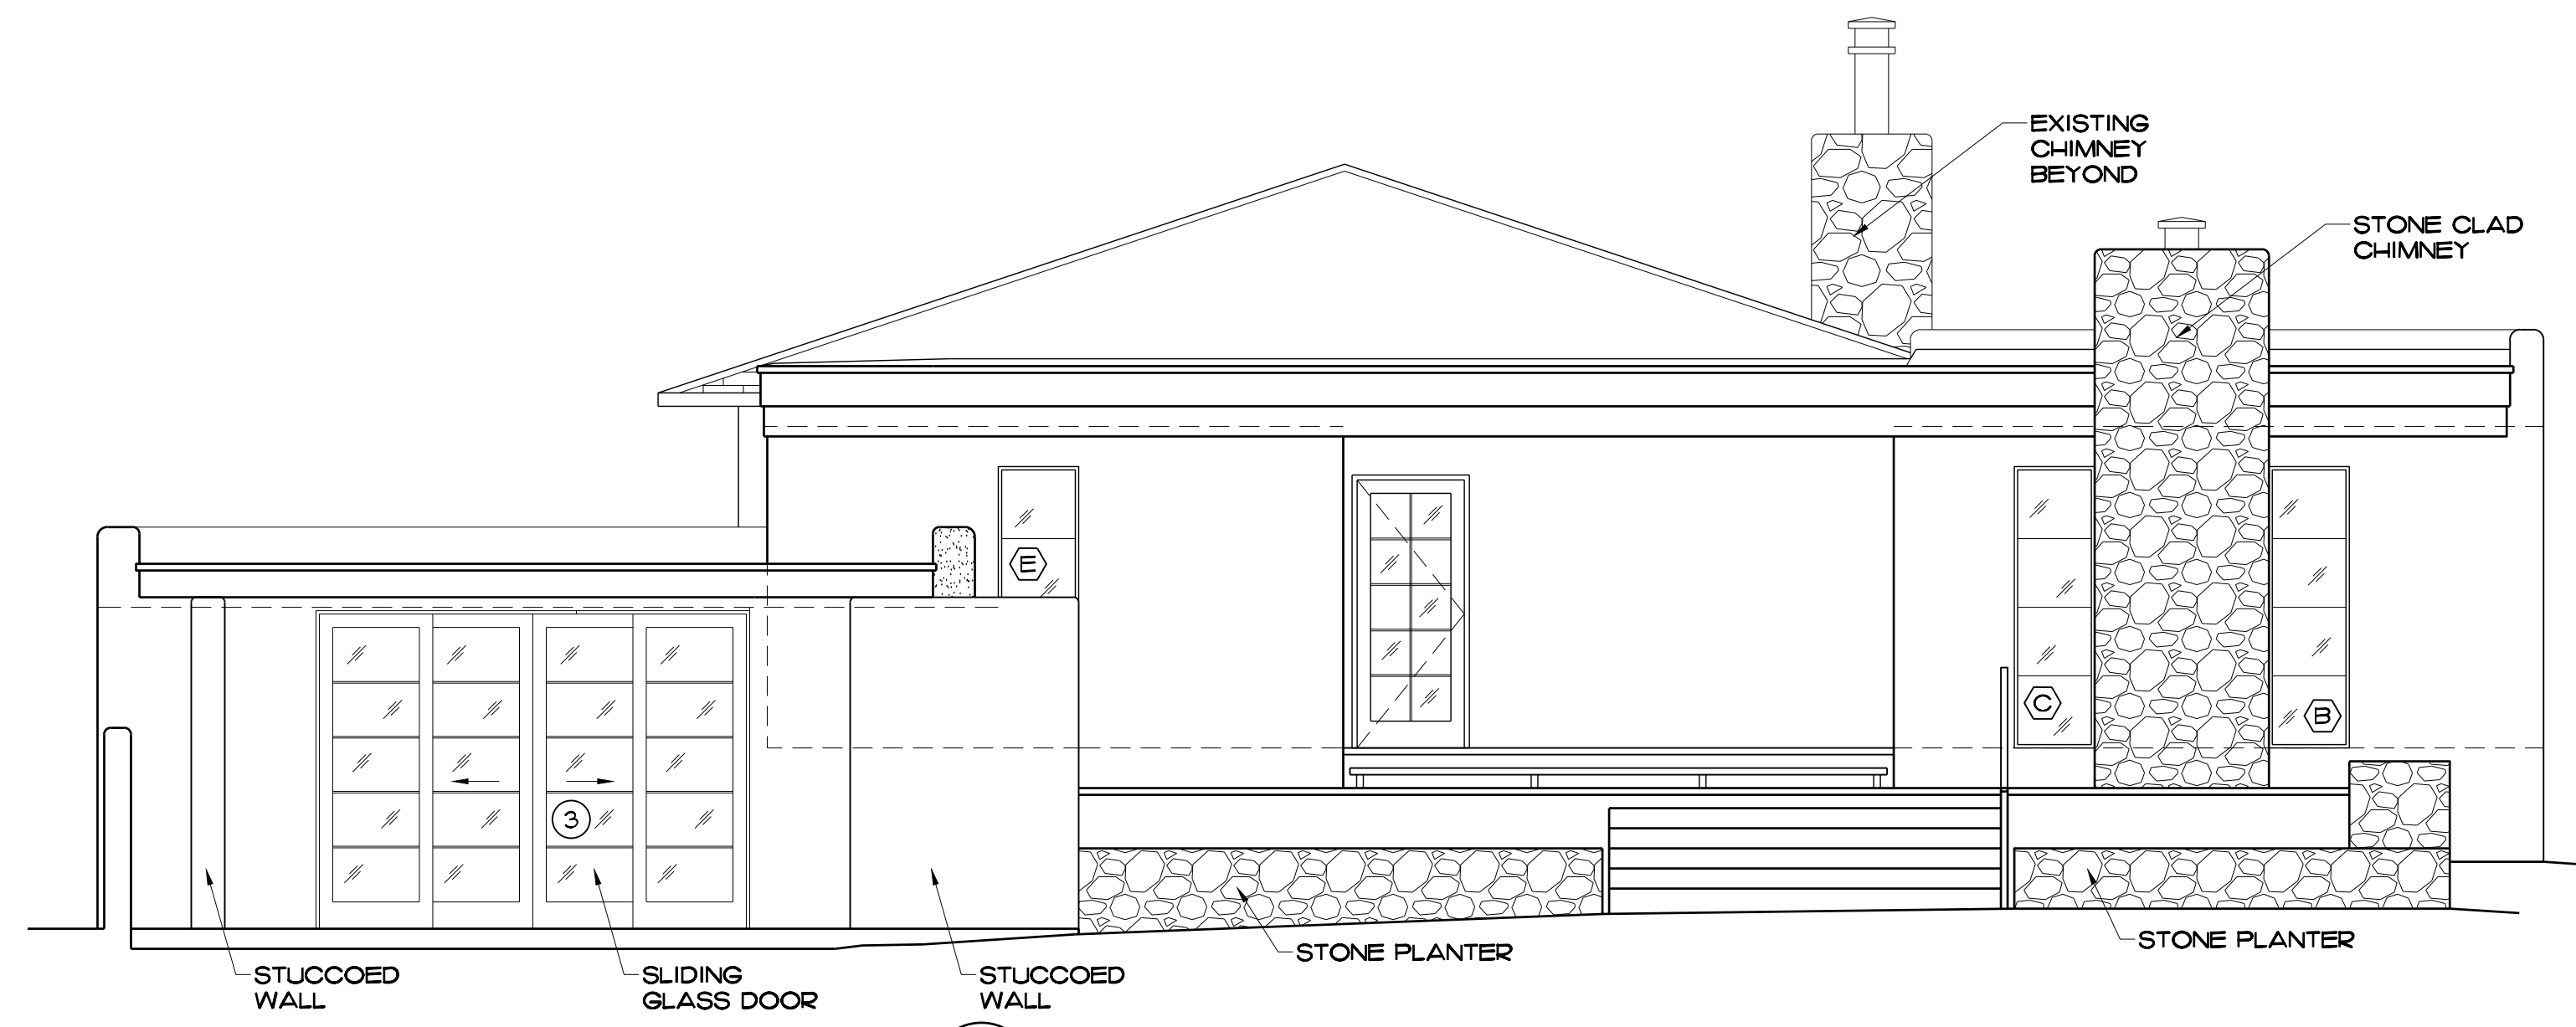 EXISTING
CHIMNEY
BEYOND
STONE CLAD
CHIMNEY
E
C
B
3
STONE PLANTER
STONE PLANTER
STUCCOED
WALL
SLIDING
GLASS DOOR
STUCCOED
WALL